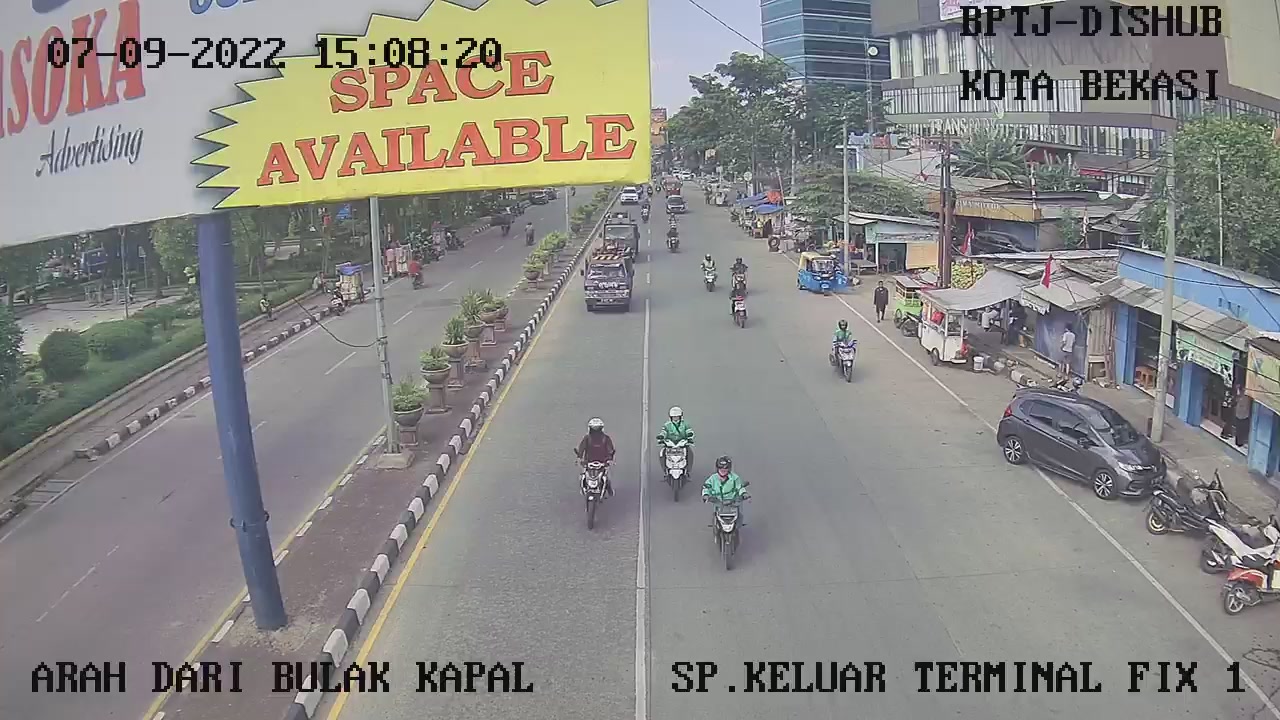 07-09-2022 15:08:20
BPTJ-DISHUB
KOTA BEKASI
SOKA
Advertising
SPACE
AVAILABLE
ARAH DARI BULAK KAPAL
SP.KELUAR TERMINAL FIX 1